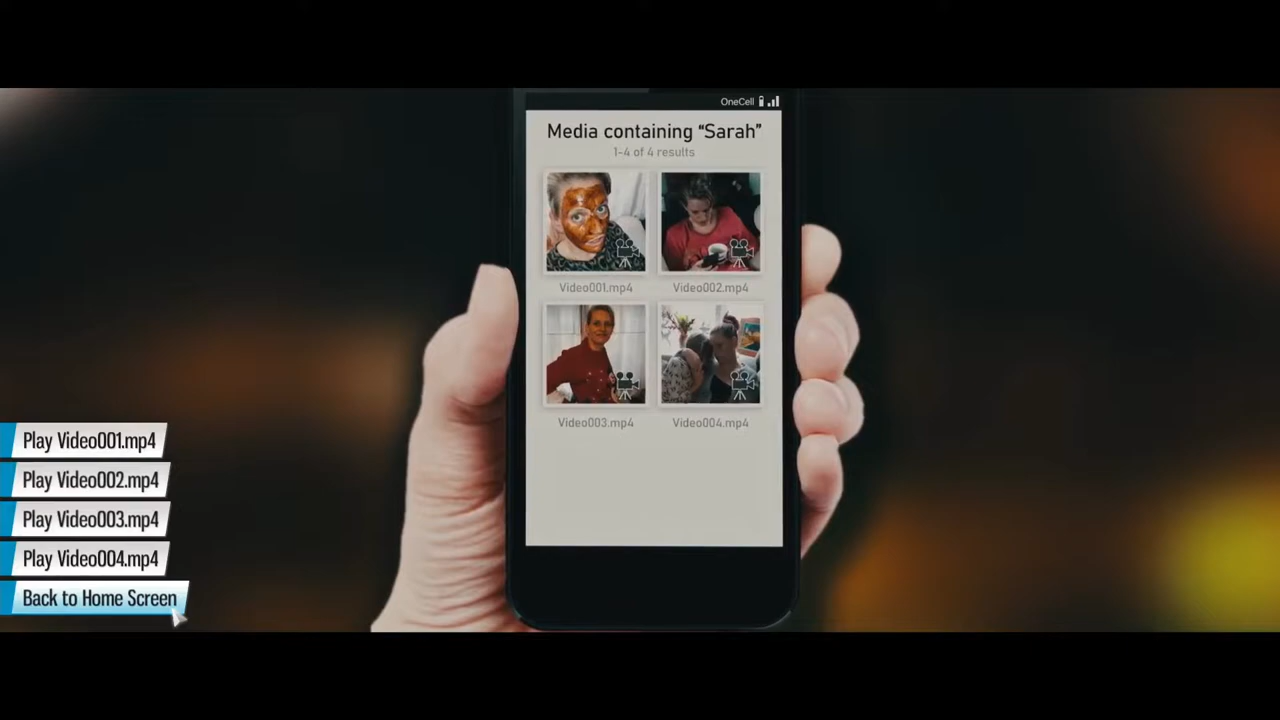 OneCell
Media containing “Sarah”
1-4 of 4 results
Video001.mp4
Video002.mp4
Video003.mp4
Video004.mp4
Play Video001.mp4
Play Video002.mp4
Play Video003.mp4
Play Video004.mp4
Back to Home Screen